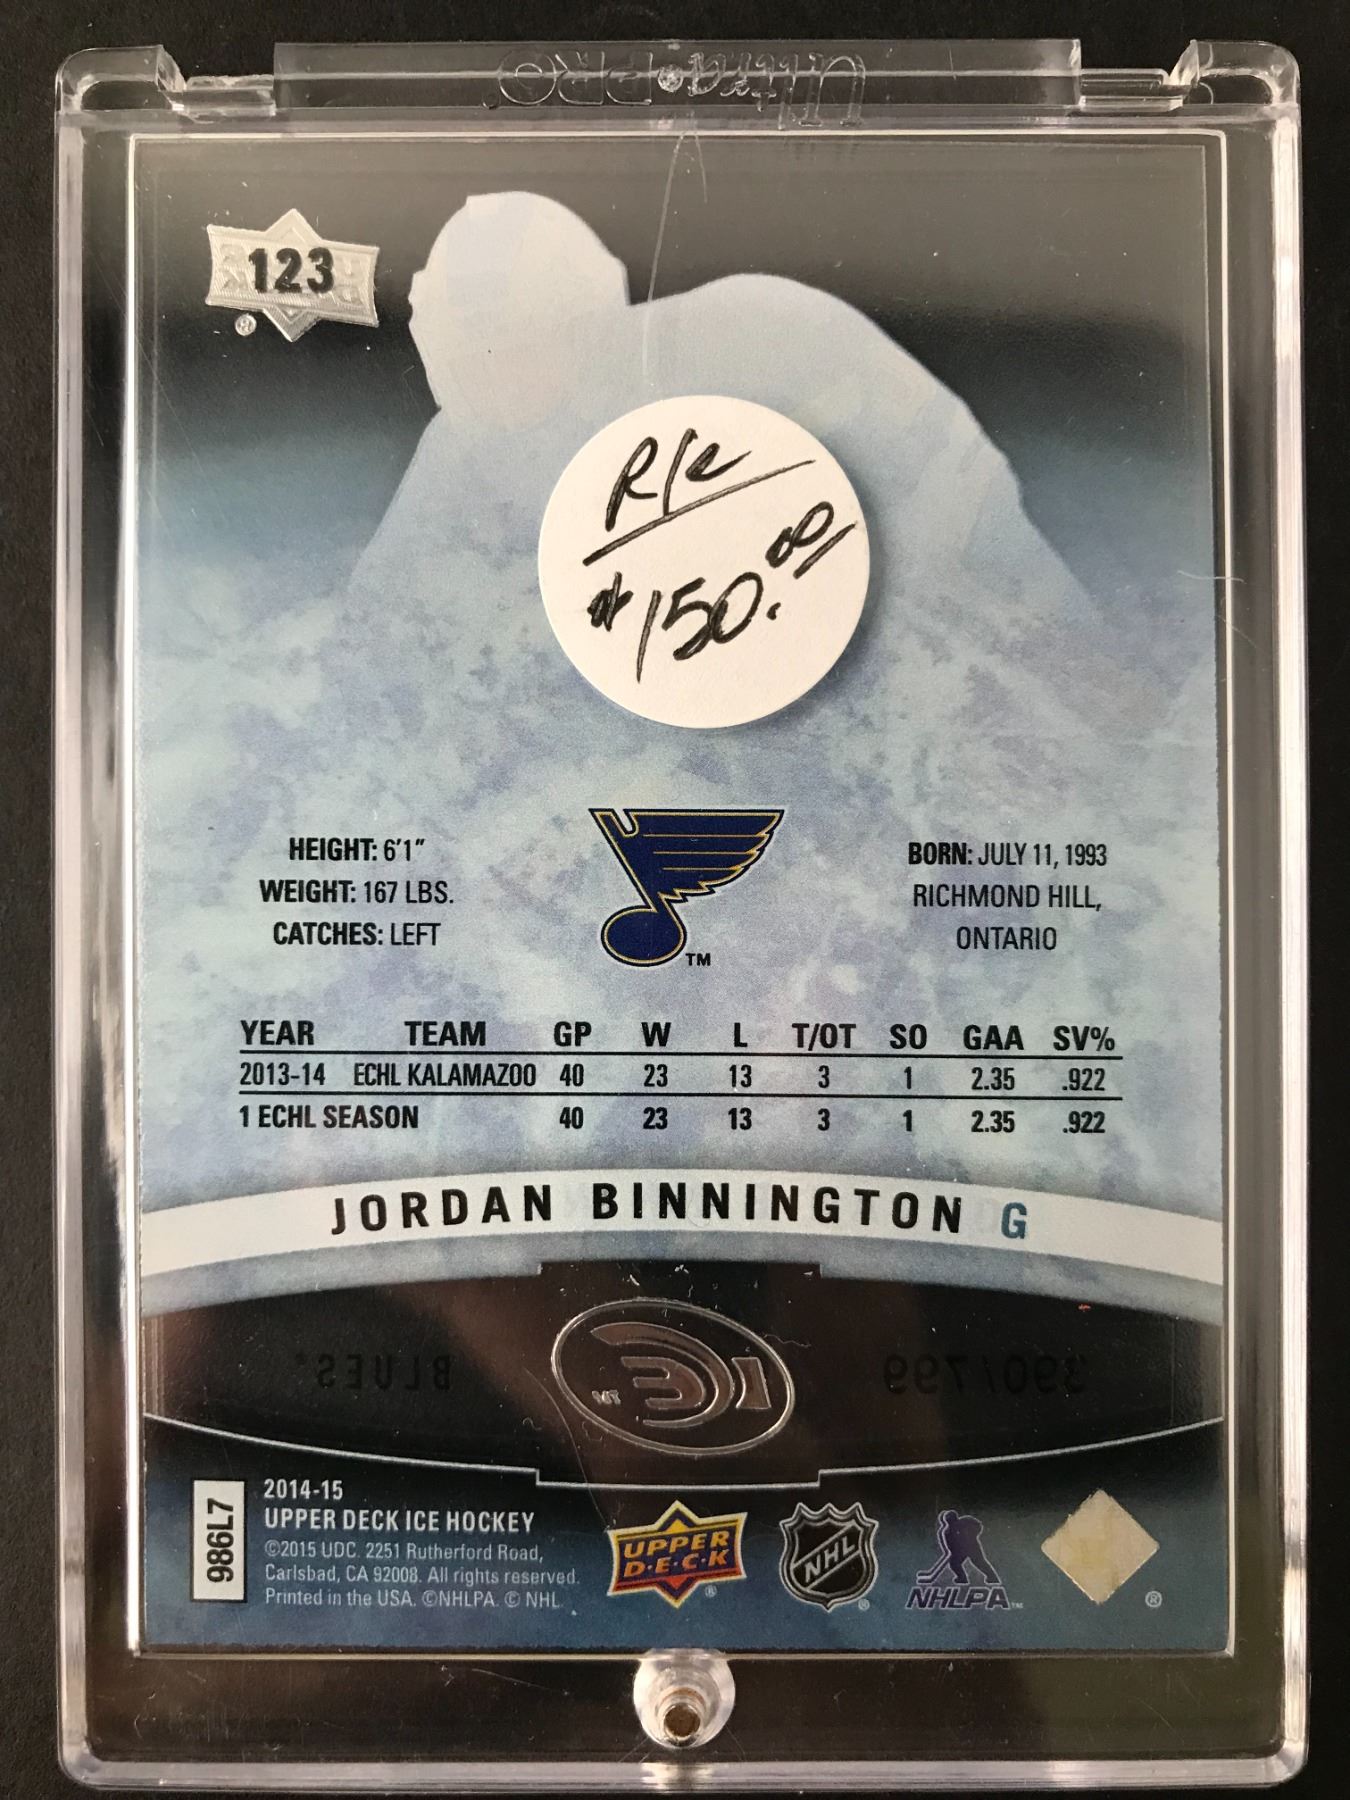 Ultra·PRO
123
R/C
$150.00
HEIGHT: 6'1"
WEIGHT: 167 LBS.
CATCHES: LEFT
TM
BORN: JULY 11, 1993
RICHMOND HILL,
ONTARIO
YEAR TEAM GP W L T/OT SO GAA SV%
2013-14 ECHL KALAMAZOO 40 23 13 3 1 2.35 .922
1 ECHL SEASON 40 23 13 3 1 2.35 .922
JORDAN BINNINGTON G
BLUES ICE 390/799
986L7
2014-15
UPPER DECK ICE HOCKEY
©2015 UDC. 2251 Rutherford Road,
Carlsbad, CA 92008. All rights reserved.
Printed in the USA. ©NHLPA. © NHL.
UPPER
D·E·C·K
®
NHL
®
NHLPA™
®